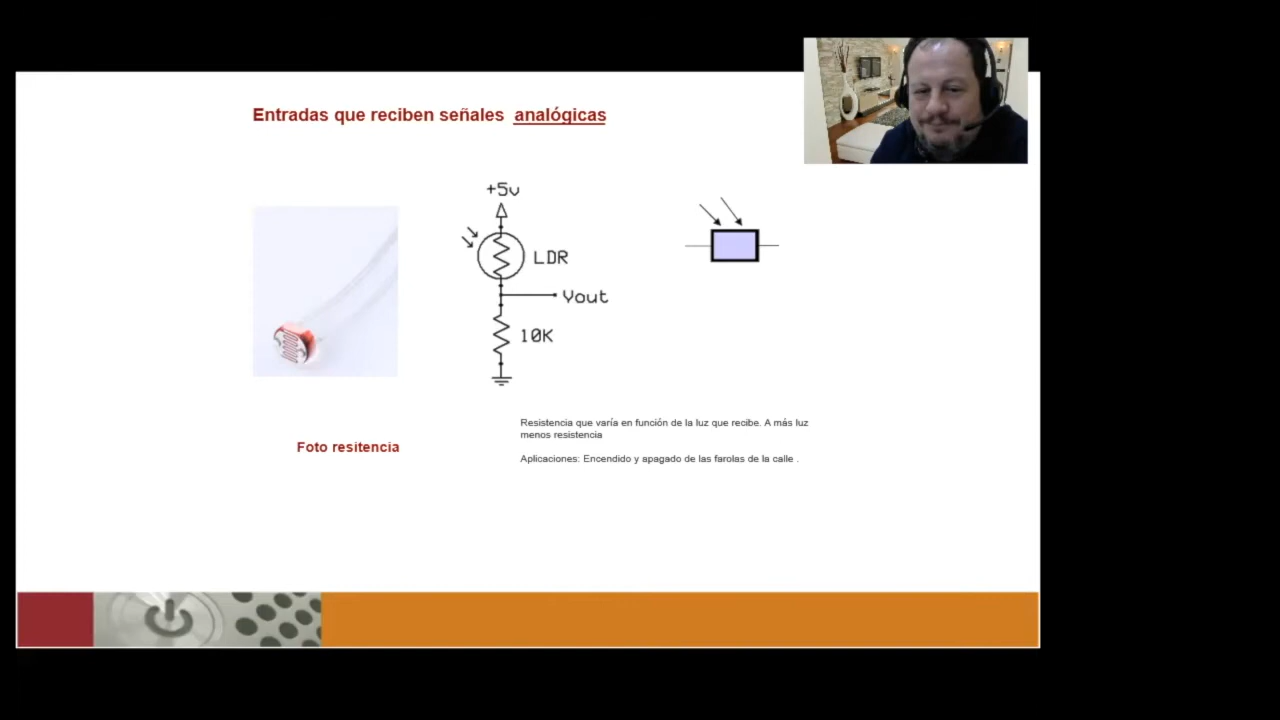 Entradas que reciben señales analógicas
+5v
LDR
Vout
10K
Resistencia que varía en función de la luz que recibe. A más luz
menos resistencia
Foto resitencia
Aplicaciones: Encendido y apagado de las farolas de la calle .